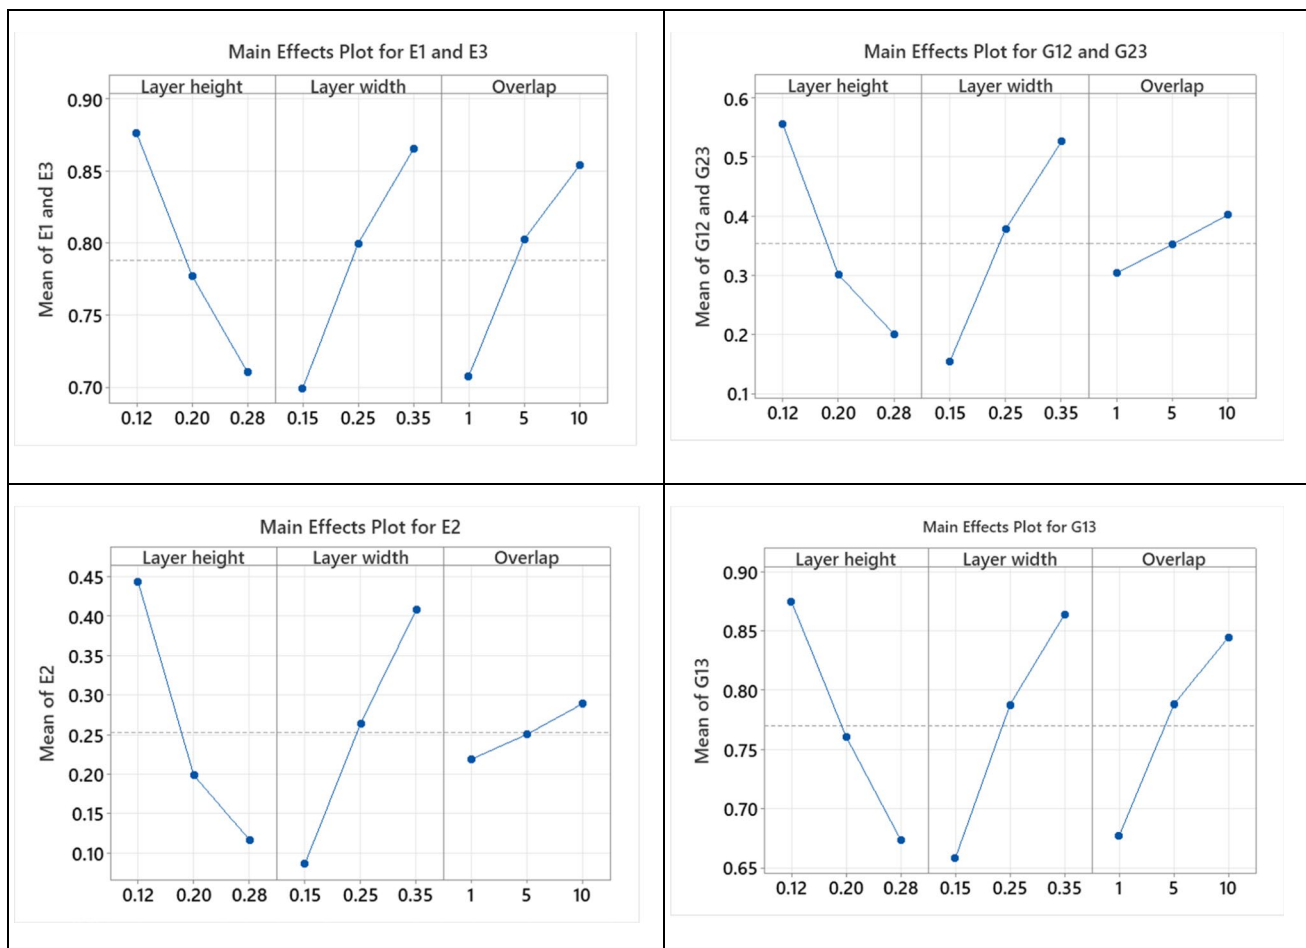 Main Effects Plot for E1 and E3
Layer height Layer width Overlap
Mean of E1 and E3
0.90
0.85
0.80
0.75
0.70
0.12 0.20 0.28 0.15 0.25 0.35 1 5 10
Main Effects Plot for G12 and G23
Layer height Layer width Overlap
Mean of G12 and G23
0.6
0.5
0.4
0.3
0.2
0.1
0.12 0.20 0.28 0.15 0.25 0.35 1 5 10
Main Effects Plot for E2
Layer height Layer width Overlap
Mean of E2
0.45
0.40
0.35
0.30
0.25
0.20
0.15
0.10
0.12 0.20 0.28 0.15 0.25 0.35 1 5 10
Main Effects Plot for G13
Layer height Layer width Overlap
Mean of G13
0.90
0.85
0.80
0.75
0.70
0.65
0.12 0.20 0.28 0.15 0.25 0.35 1 5 10